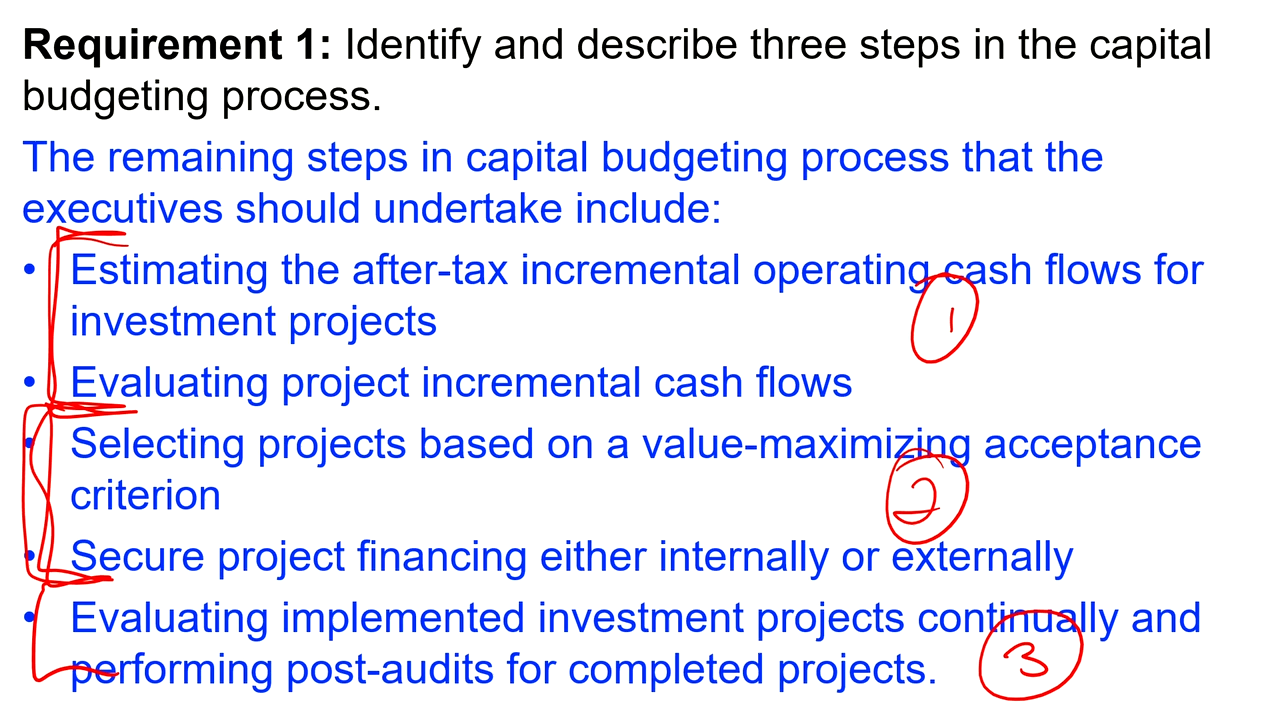 Requirement 1: Identify and describe three steps in the capital
budgeting process.
The remaining steps in capital budgeting process that the
executives should undertake include:
• Estimating the after-tax incremental operating cash flows for
investment projects
1
• Evaluating project incremental cash flows
• Selecting projects based on a value-maximizing acceptance
criterion
2
• Secure project financing either internally or externally
• Evaluating implemented investment projects continually and
performing post-audits for completed projects.
3